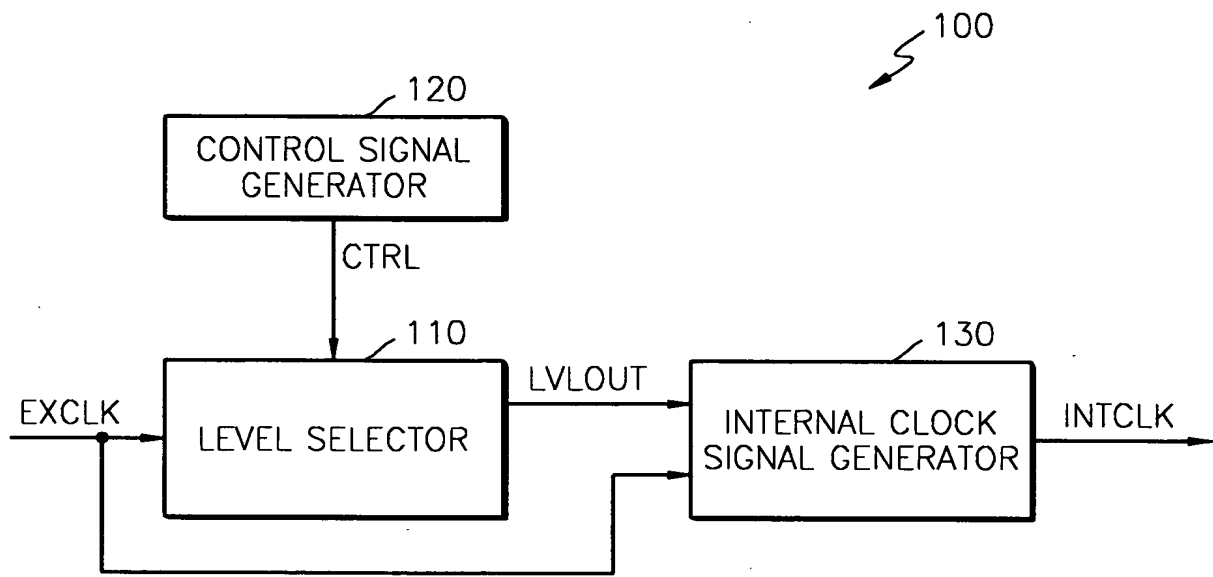 100
120
CONTROL SIGNAL
GENERATOR
CTRL
110
130
EXCLK
LEVEL SELECTOR
LVLOUT
INTERNAL CLOCK
SIGNAL GENERATOR
INTCLK